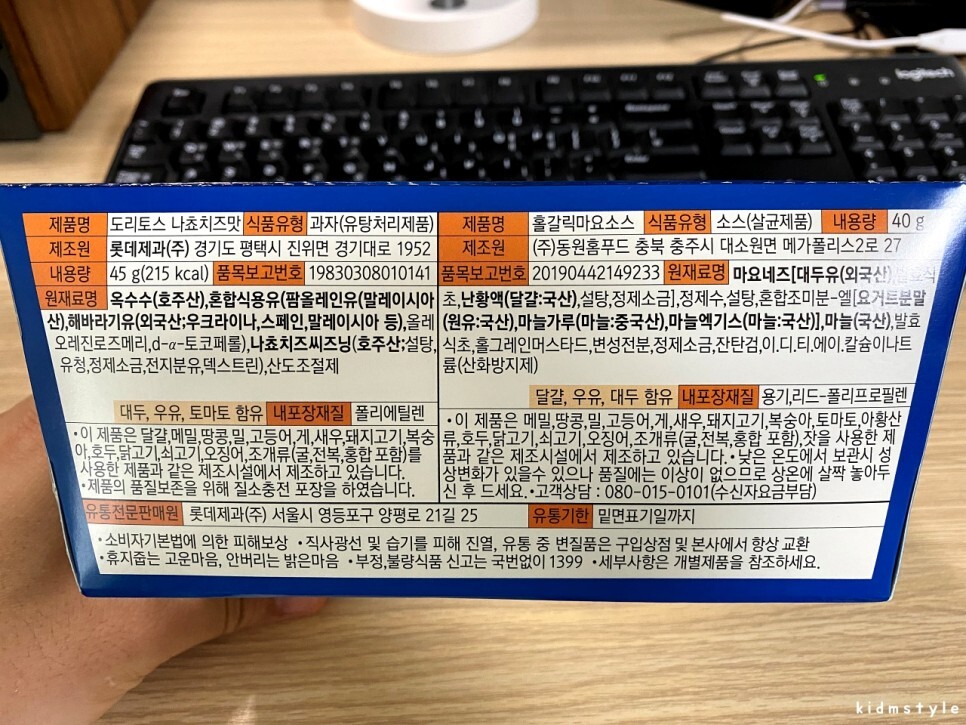 logitech
제품명 도리토스 나쵸치즈맛 식품유형 과자(유탕처리제품)
제조원 롯데제과(주) 경기도 평택시 진위면 경기대로 1952
내용량 45 g(215 kcal) 품목보고번호 19830308010141
원재료명 옥수수(호주산),혼합식용유(팜올레인유(말레이시아
산),해바라기유(외국산;우크라이나,스페인,말레이시아 등),올레
오레진로즈메리,d-α-토코페롤),나쵸치즈씨즈닝(호주산;설탕,
유청,정제소금,전지분유,덱스트린),산도조절제
대두, 우유, 토마토 함유 내포장재질 폴리에틸렌
•이 제품은 달걀,메밀,땅콩,밀,고등어,게,새우,돼지고기,복숭
아,호두,닭고기,쇠고기,오징어,조개류(굴,전복,홍합 포함)를
사용한 제품과 같은 제조시설에서 제조하고 있습니다.
•제품의 품질보존을 위해 질소충전 포장을 하였습니다.
제품명 홀갈릭마요소스 식품유형 소스(살균제품) 내용량 40 g
제조원 (주)동원홈푸드 충북 충주시 대소원면 메가폴리스2로 27
품목보고번호 20190442149233 원재료명 마요네즈[대두유(외국산),발효식
초,난황액(달걀:국산),설탕,정제소금],정제수,설탕,혼합조미분-엘[요거트분말
(원유:국산),마늘가루(마늘:중국산),마늘엑기스(마늘:국산)],마늘(국산),발효
식초,홀그레인머스타드,변성전분,정제소금,잔탄검,이.디.티.에이.칼슘이나트
륨(산화방지제)
달걀, 우유, 대두 함유 내포장재질 용기,리드-폴리프로필렌
•이 제품은 메밀,땅콩,밀,고등어,게,새우,돼지고기,복숭아,토마토,아황산
류,호두,닭고기,쇠고기,오징어,조개류(굴,전복,홍합 포함),잣을 사용한 제
품과 같은 제조시설에서 제조하고 있습니다.•낮은 온도에서 보관시 성
상변화가 있을수 있으나 품질에는 이상이 없으므로 상온에 살짝 놓아두
신 후 드세요.•고객상담 : 080-015-0101(수신자요금부담)
유통전문판매원 롯데제과(주) 서울시 영등포구 양평로 21길 25 유통기한 밑면표기일까지
•소비자기본법에 의한 피해보상 •직사광선 및 습기를 피해 진열, 유통 중 변질품은 구입상점 및 본사에서 항상 교환
•휴지줍는 고운마음, 안버리는 밝은마음 •부정,불량식품 신고는 국번없이 1399 •세부사항은 개별제품을 참조하세요.
kidmstyle